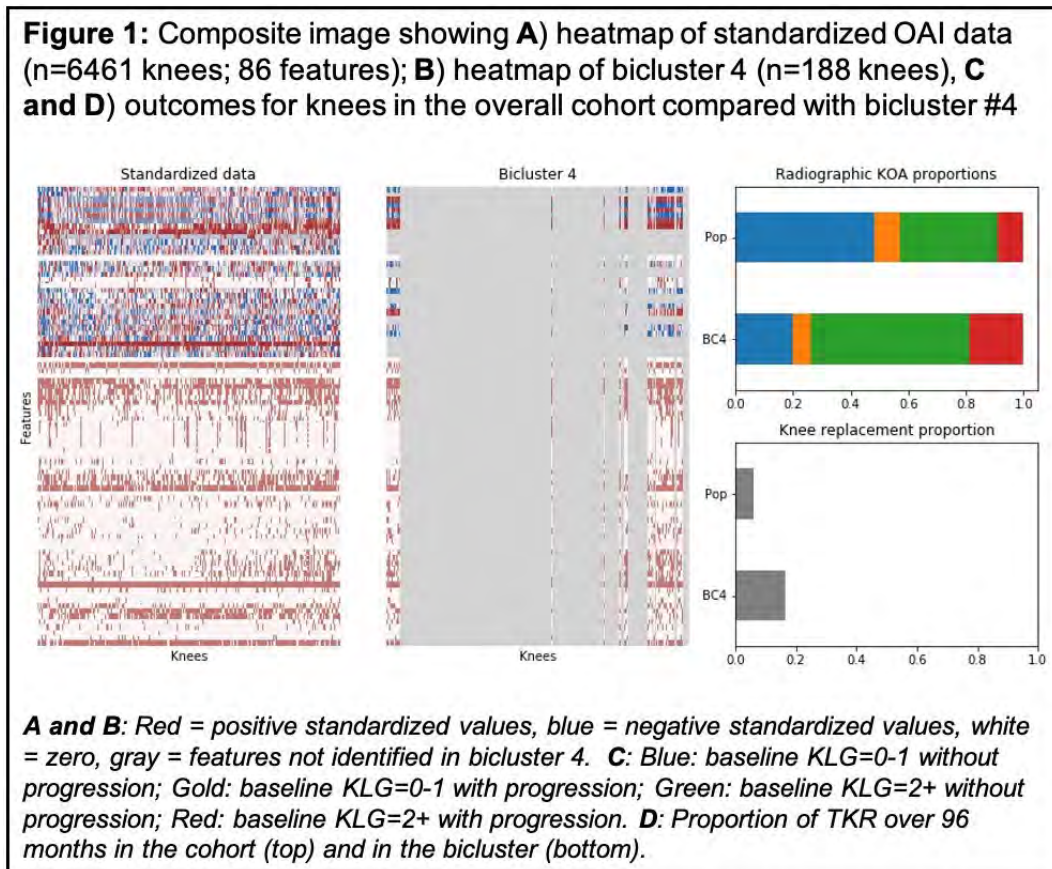 Figure 1: Composite image showing A) heatmap of standardized OAI data
(n=6461 knees; 86 features); B) heatmap of bicluster 4 (n=188 knees), C
and D) outcomes for knees in the overall cohort compared with bicluster #4
Standardized data
Features
Knees
Bicluster 4
Knees
Radiographic KOA proportions
Pop
BC4
0.0 0.2 0.4 0.6 0.8 1.0
Knee replacement proportion
Pop
BC4
0.0 0.2 0.4 0.6 0.8 1.0
A and B: Red = positive standardized values, blue = negative standardized values, white
= zero, gray = features not identified in bicluster 4. C: Blue: baseline KLG=0-1 without
progression; Gold: baseline KLG=0-1 with progression; Green: baseline KLG=2+ without
progression; Red: baseline KLG=2+ with progression. D: Proportion of TKR over 96
months in the cohort (top) and in the bicluster (bottom).